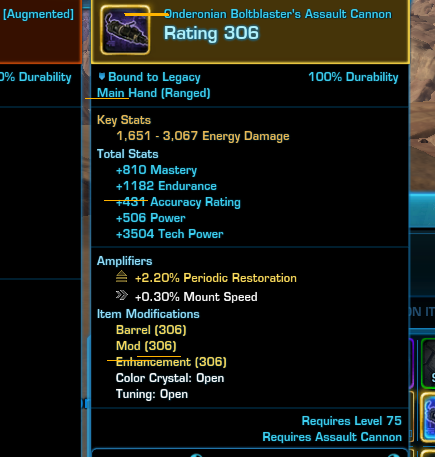 [Augmented]
Onderonian Boltblaster's Assault Cannon
Rating 306
0% Durability
Bound to Legacy
100% Durability
Main Hand (Ranged)
Key Stats
1,651 - 3,067 Energy Damage
Total Stats
+810 Mastery
+1182 Endurance
+431 Accuracy Rating
+506 Power
+3504 Tech Power
Amplifiers
+2.20% Periodic Restoration
+0.30% Mount Speed
Item Modifications
ON IT
Barrel (306)
Mod (306)
Enhancement (306)
Color Crystal: Open
Tuning: Open
Requires Level 75
Requires Assault Cannon